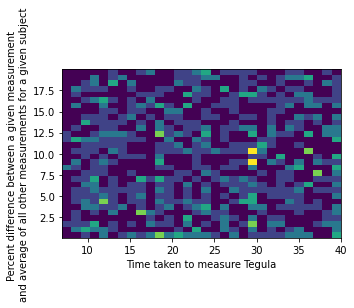 Percent difference between a given measurement
and average of all other measurements for a given subject
17.5
15.0
12.5
10.0
7.5
5.0
2.5
10 15 20 25 30 35 40
Time taken to measure Tegula